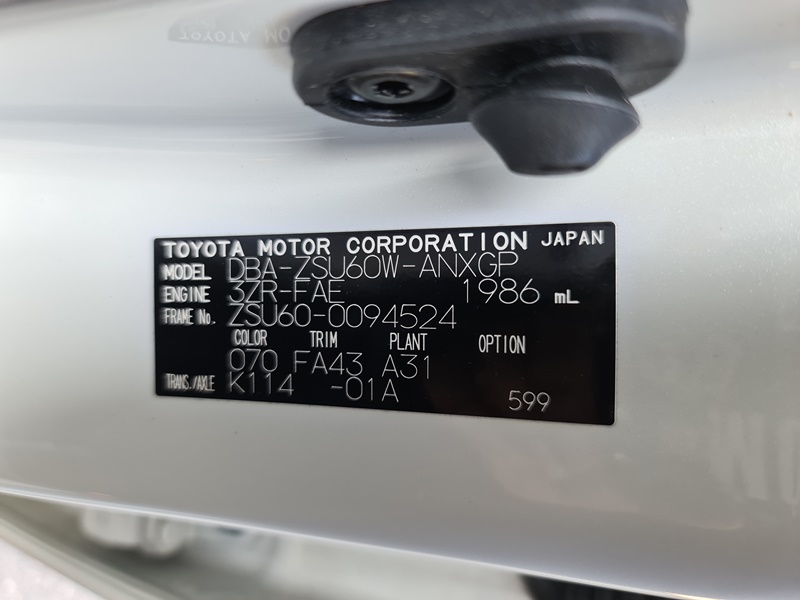 TOYOTA MOTOR CORPORATION JAPAN
MODEL DBA-ZSU60W-ANXGP
ENGINE 3ZR-FAE 1986 mL
FRAME No. ZSU60-0094524
COLOR TRIM PLANT OPTION
070 FA43 A31
TRANS./AXLE K114 -01A
599